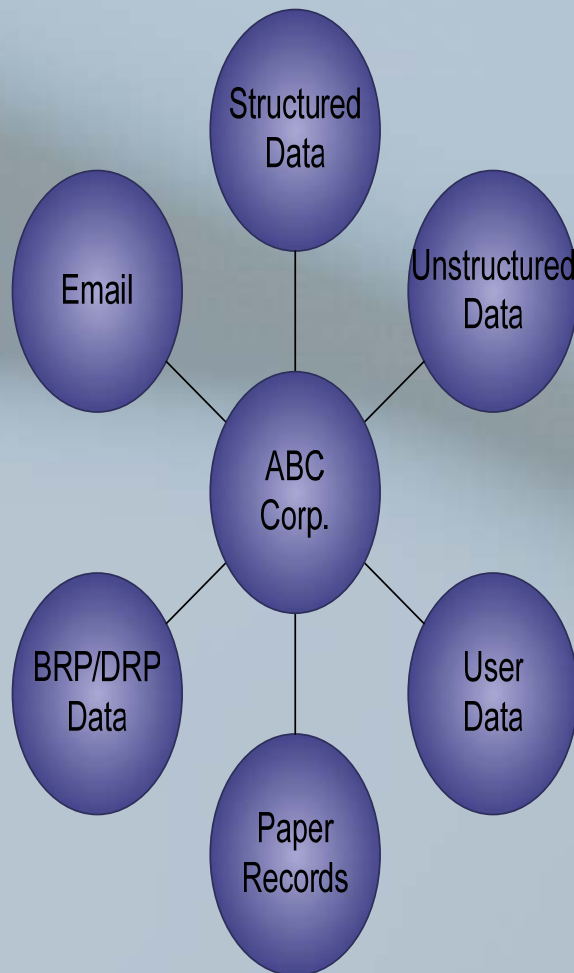 Structured
Data
Email
Unstructured
Data
ABC
Corp.
BRP/DRP
Data
User
Data
Paper
Records